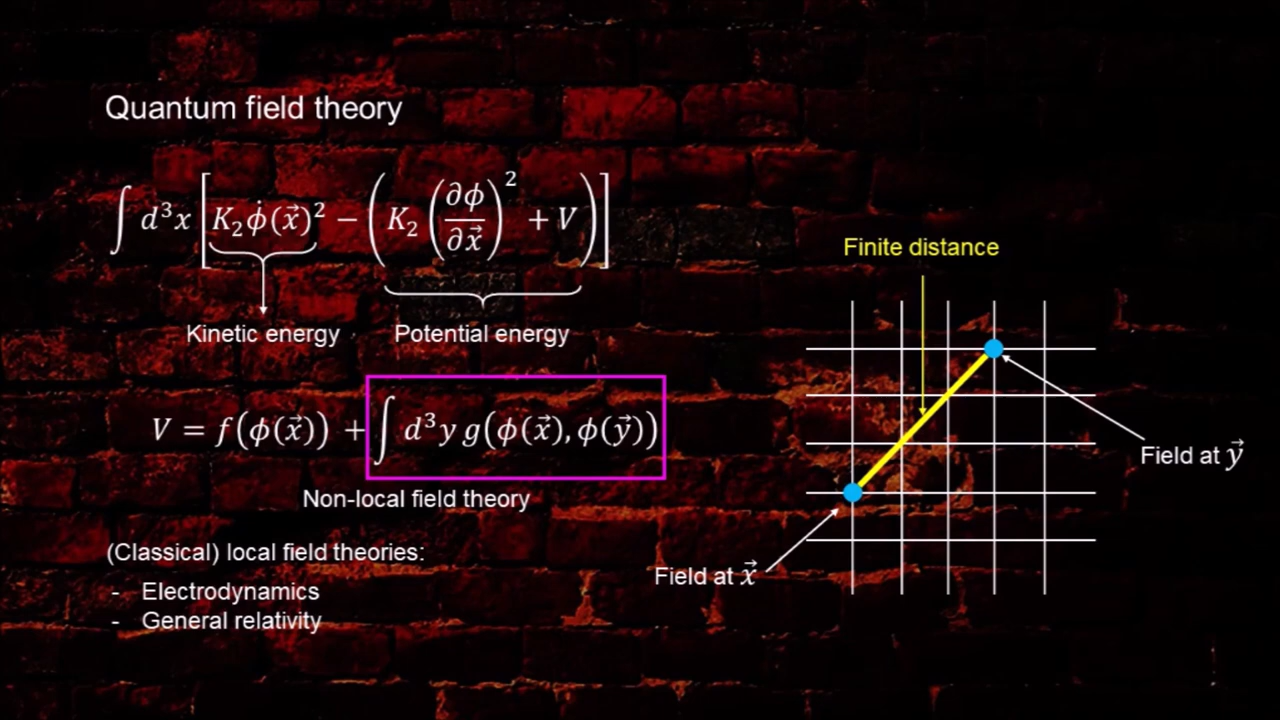 Quantum field theory
∫ d³x [K₂ϕ̇(x⃗)² − (K₂ (∂ϕ/∂x⃗)² + V)]
Kinetic energy
Potential energy
V = f(ϕ(x⃗)) + ∫ d³y g(ϕ(x⃗), ϕ(y⃗))
Non-local field theory
(Classical) local field theories:
- Electrodynamics
- General relativity
Finite distance
Field at y⃗
Field at x⃗